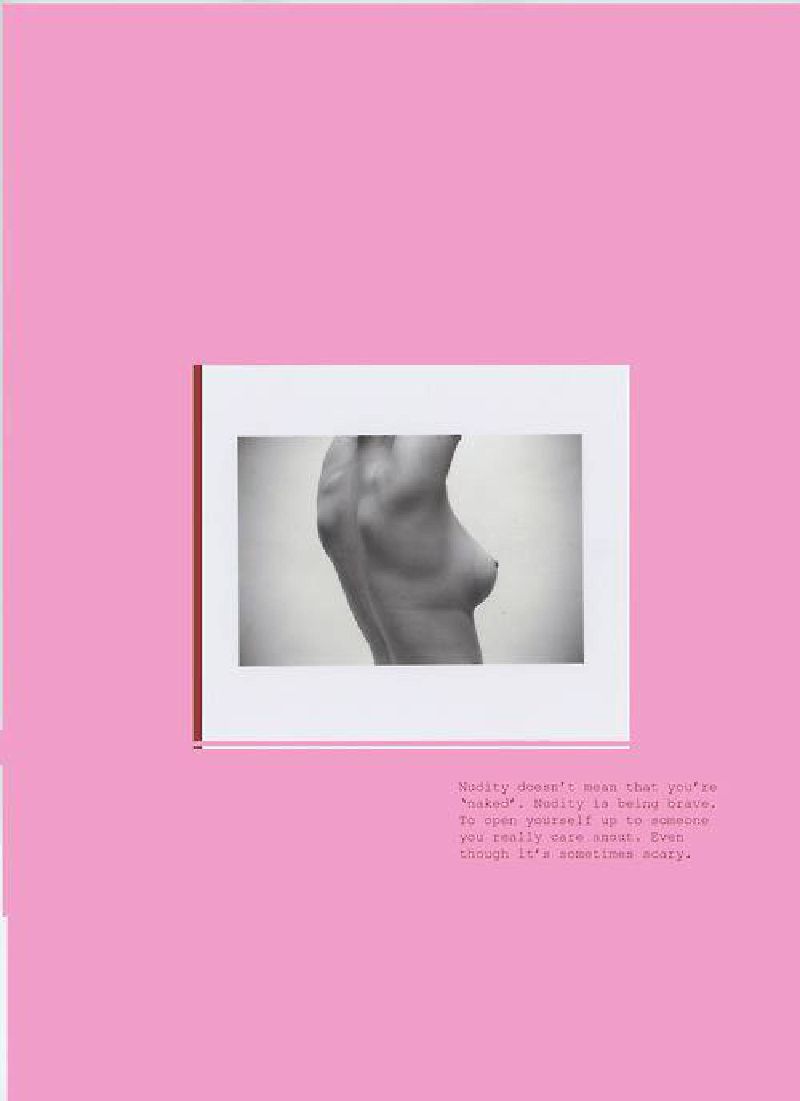 Nudity doesn't mean that you're
'naked'. Nudity is being brave.
To open yourself up to someone
you really care about. Even
though it's sometimes scary.